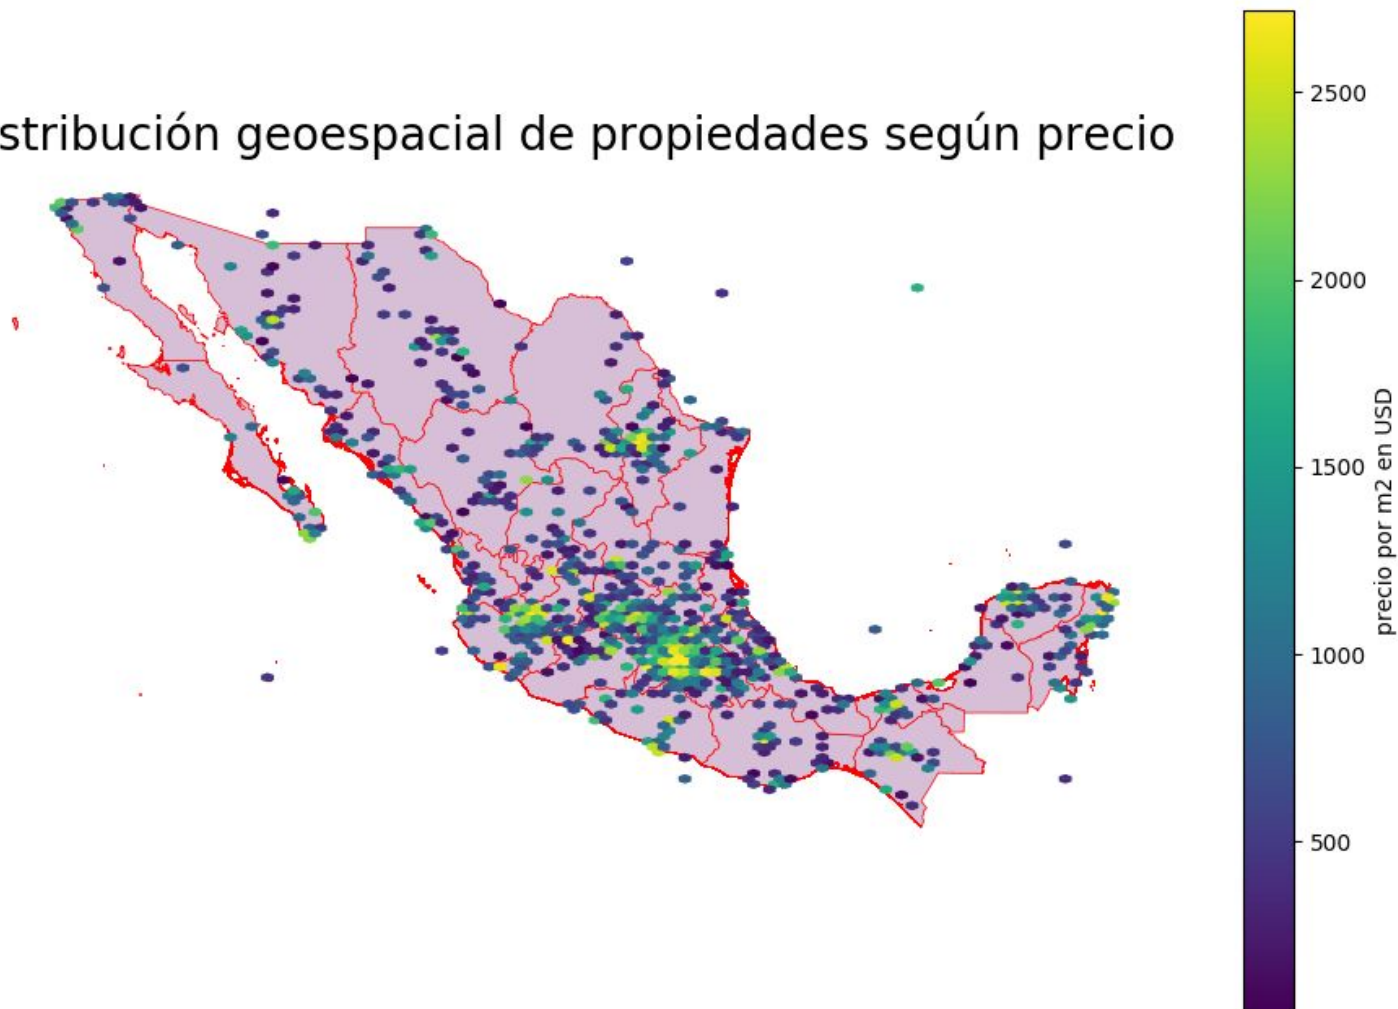 stribución geoespacial de propiedades según precio
2500
2000
1500
1000
500
precio por m2 en USD